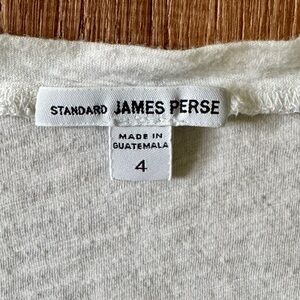 STANDARD JAMES PERSE
MADE IN
GUATEMALA
4